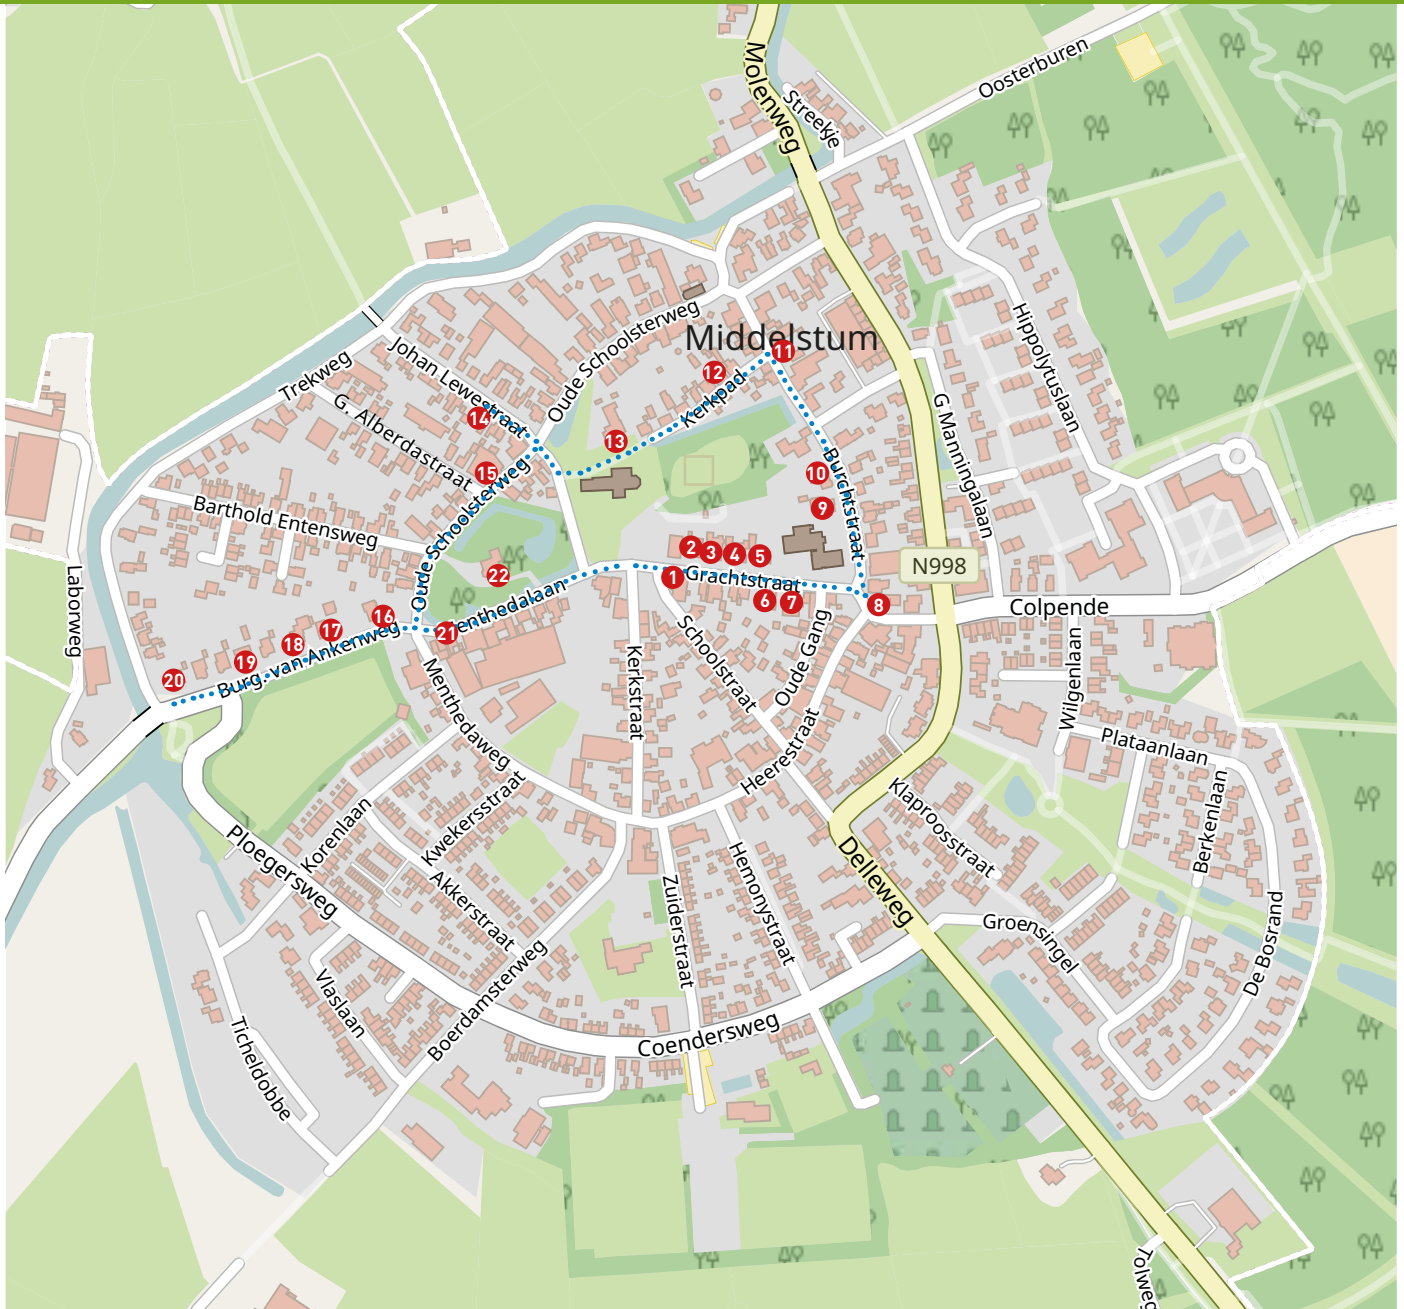 Molenweg
Streekje
Oosterburen
Hippolytuslaan
Middelstum
Oude Schoolsterweg
Johan Lewestraat
Trekweg
G. Alberdastraat
Kerkpad
11
12
13
14
15
10
9
Burchtstraat
G Manningalaan
Barthold Entensweg
Oude Schoolsterweg
N998
2
3
4
5
1
Grachtstraat
6
7
8
22
Menthedalaan
21
16
17
18
19
20
Burg. van Ankenweg
Laborweg
Colpende
Wilgenlaan
Schoolstraat
Oude Gang
Kerkstraat
Menthedaweg
Heerestraat
Plataanlaan
Berkenlaan
Klaproosstraat
Kwekersstraat
Korenlaan
Ploegersweg
Akkerstraat
Delleweg
Hemonystraat
Zuiderstraat
Groensingel
De Bosrand
Vlaslaan
Boerdamsterweg
Ticheldobbe
Coendersweg
Tolweg